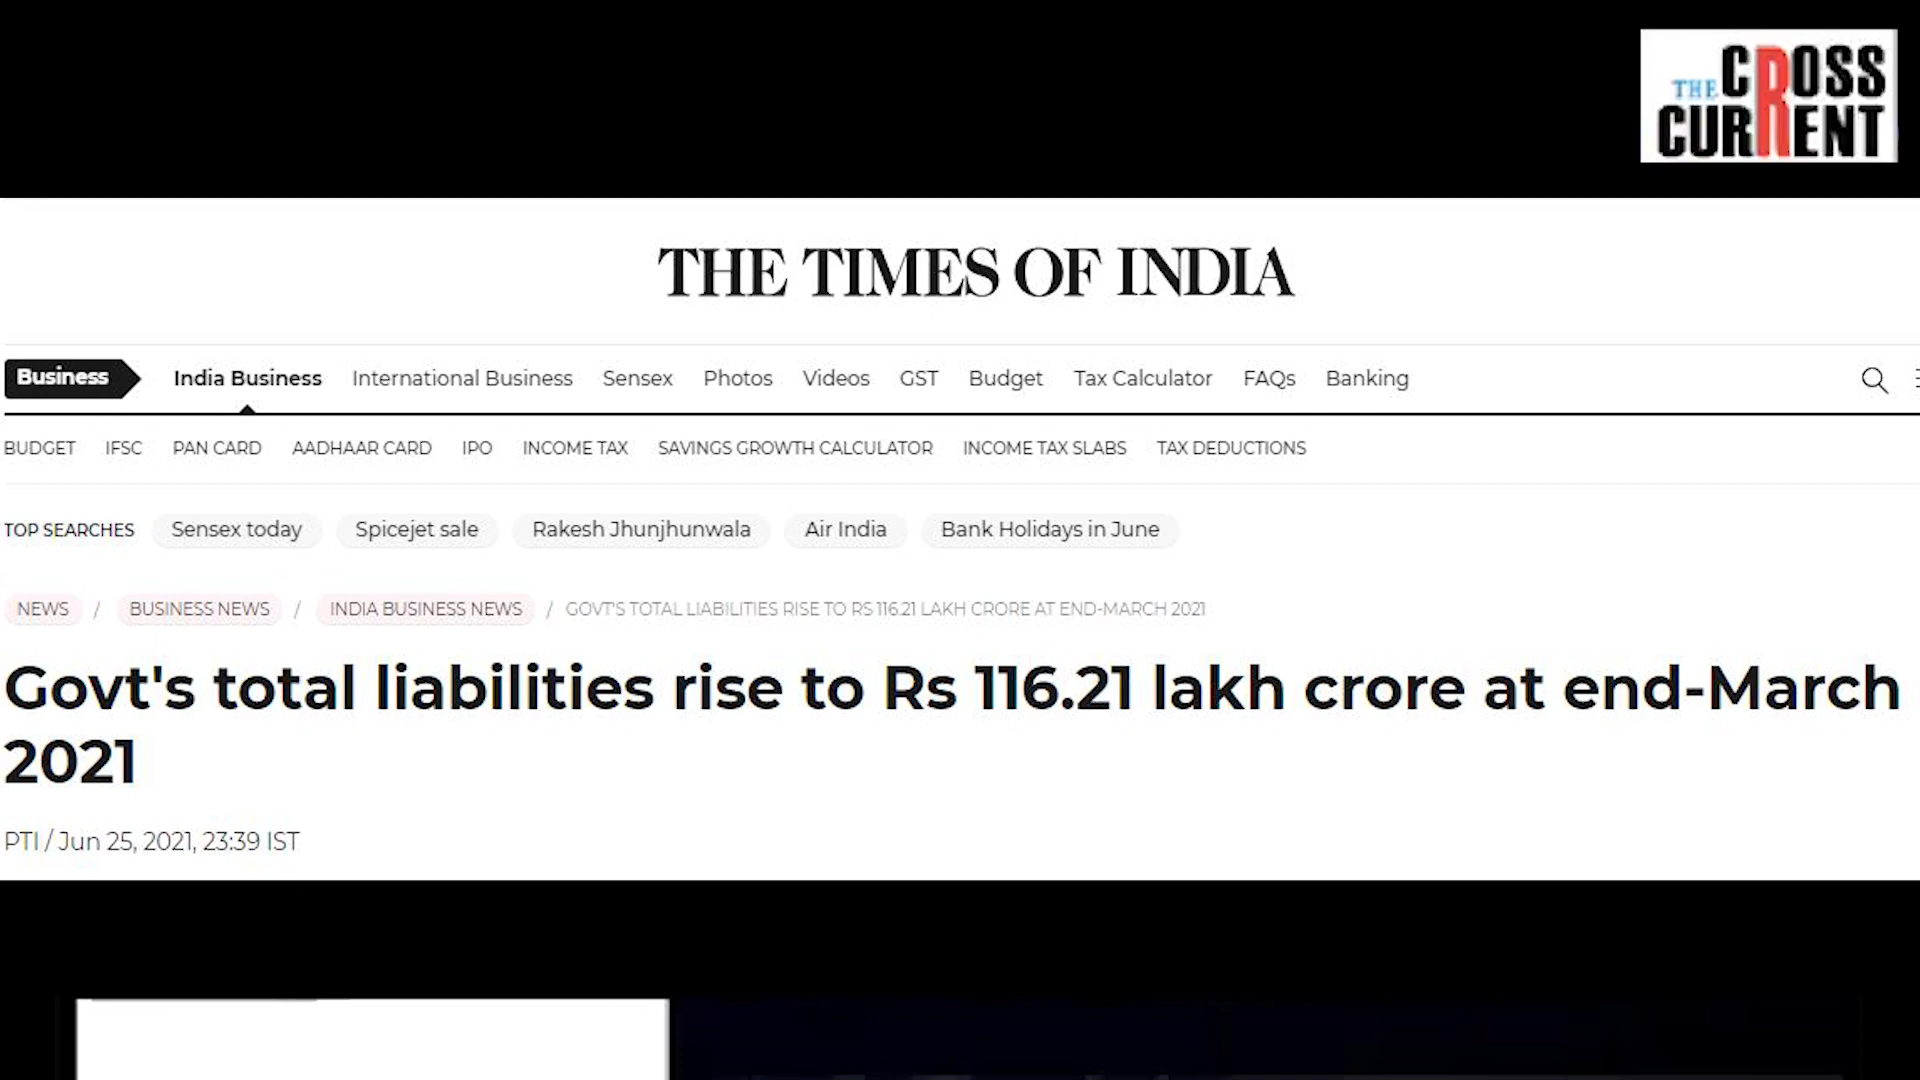 THE CROSS
CURRENT
THE TIMES OF INDIA
Business India Business International Business Sensex Photos Videos GST Budget Tax Calculator FAQs Banking
BUDGET IFSC PAN CARD AADHAAR CARD IPO INCOME TAX SAVINGS GROWTH CALCULATOR INCOME TAX SLABS TAX DEDUCTIONS
TOP SEARCHES Sensex today Spicejet sale Rakesh Jhunjhunwala Air India Bank Holidays in June
NEWS / BUSINESS NEWS / INDIA BUSINESS NEWS / GOVT'S TOTAL LIABILITIES RISE TO RS 116.21 LAKH CRORE AT END-MARCH 2021
Govt's total liabilities rise to Rs 116.21 lakh crore at end-March
2021
PTI / Jun 25, 2021, 23:39 IST